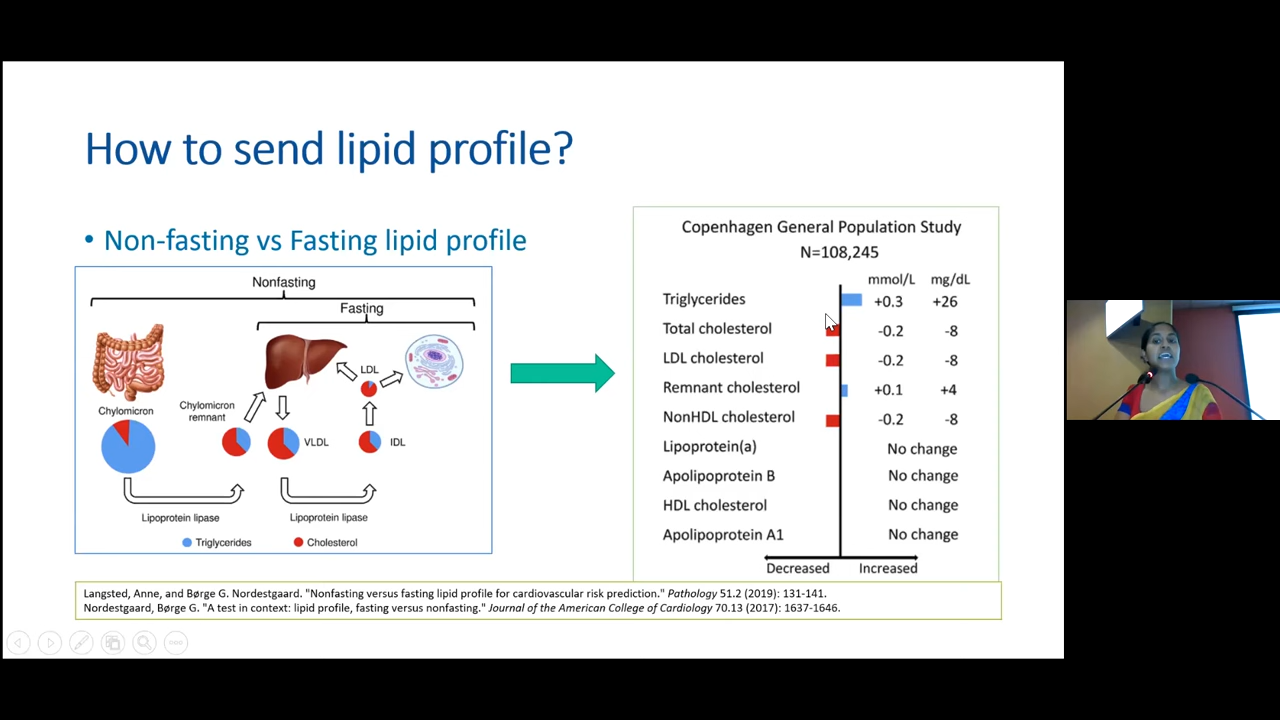 How to send lipid profile?
• Non-fasting vs Fasting lipid profile
Nonfasting
Fasting
LDL
Chylomicron
Chylomicron
remnant
VLDL
IDL
Lipoprotein lipase
Lipoprotein lipase
Triglycerides
Cholesterol
Copenhagen General Population Study
N=108,245
mmol/L mg/dL
Triglycerides +0.3 +26
Total cholesterol -0.2 -8
LDL cholesterol -0.2 -8
Remnant cholesterol +0.1 +4
NonHDL cholesterol -0.2 -8
Lipoprotein(a) No change
Apolipoprotein B No change
HDL cholesterol No change
Apolipoprotein A1 No change
Decreased Increased
Langsted, Anne, and Børge G. Nordestgaard. "Nonfasting versus fasting lipid profile for cardiovascular risk prediction." Pathology 51.2 (2019): 131-141.
Nordestgaard, Børge G. "A test in context: lipid profile, fasting versus nonfasting." Journal of the American College of Cardiology 70.13 (2017): 1637-1646.